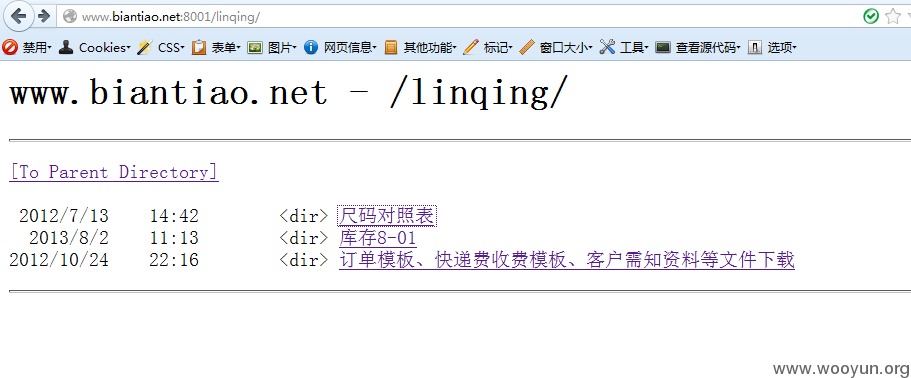 www.biantiao.net:8001/linqing/
禁用 Cookies CSS 表单 图片 网页信息 其他功能 标记 窗口大小 工具 查看源代码 选项
www.biantiao.net - /linqing/
[To Parent Directory]
2012/7/13 14:42 <dir> 尺码对照表
2013/8/2 11:13 <dir> 库存8-01
2012/10/24 22:16 <dir> 订单模板、快递费收费模板、客户需知资料等文件下载
www.wooyun.org